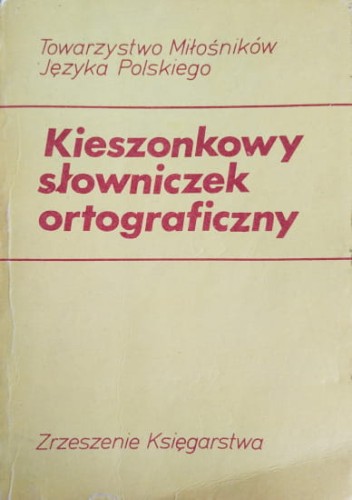 Towarzystwo Miłośników
Języka Polskiego
Kieszonkowy
słowniczek
ortograficzny
Zrzeszenie Księgarstwa